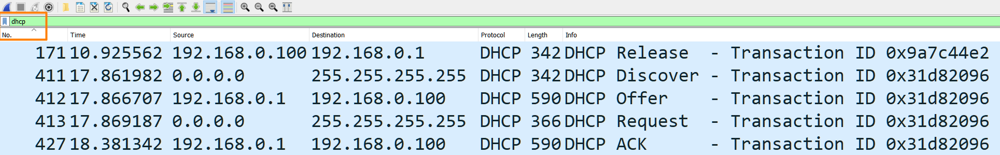 dhcp
No. Time Source Destination Protocol Length Info
171 10.925562 192.168.0.100 192.168.0.1 DHCP 342 DHCP Release - Transaction ID 0x9a7c44e2
411 17.861982 0.0.0.0 255.255.255.255 DHCP 342 DHCP Discover - Transaction ID 0x31d82096
412 17.866707 192.168.0.1 192.168.0.100 DHCP 590 DHCP Offer - Transaction ID 0x31d82096
413 17.869187 0.0.0.0 255.255.255.255 DHCP 366 DHCP Request - Transaction ID 0x31d82096
427 18.381342 192.168.0.1 192.168.0.100 DHCP 590 DHCP ACK - Transaction ID 0x31d82096